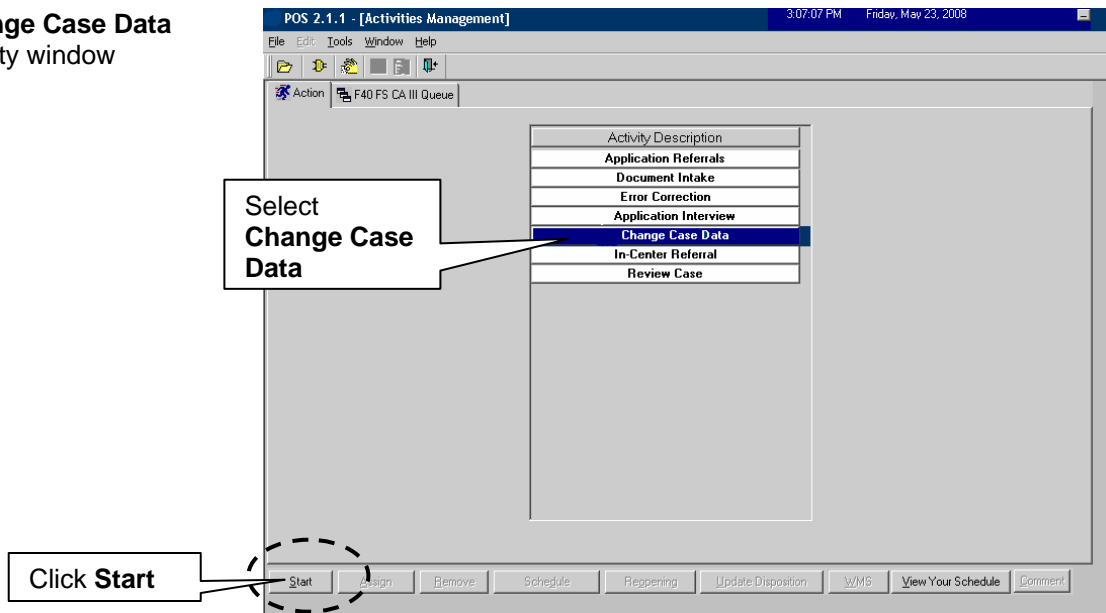 nge Case Data
ty window
POS 2.1.1 - [Activities Management] 3:07:07 PM Friday, May 23, 2008
File Edit Tools Window Help
Action F40 FS CA III Queue
Activity Description
Application Referrals
Document Intake
Error Correction
Application Interview
Change Case Data
In-Center Referral
Review Case
Select
Change Case
Data
Click Start
Start Assign Remove Schedule Reopening Update Disposition WMS View Your Schedule Comment